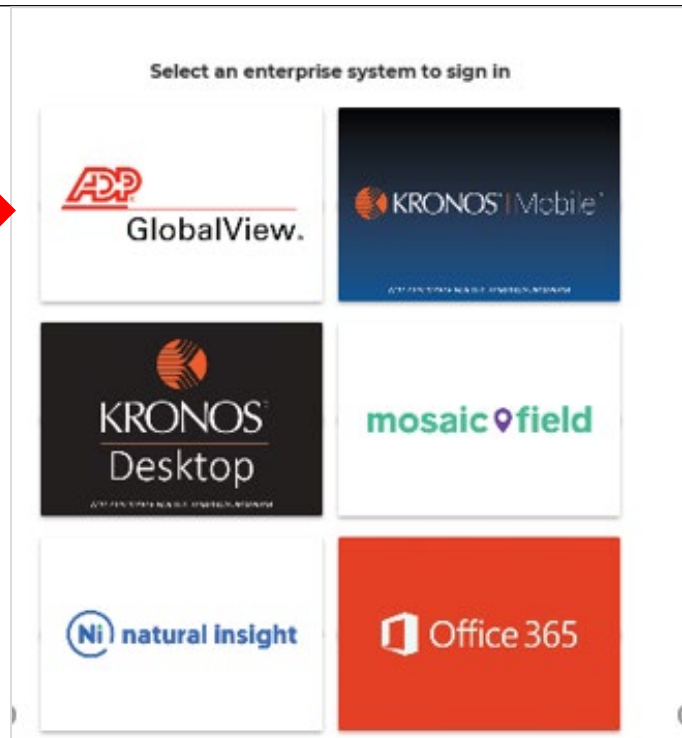 Select an enterprise system to sign in
ADP
GlobalView.
KRONOS | Mobile
KRONOS
Desktop
mosaic field
Ni natural insight
Office 365